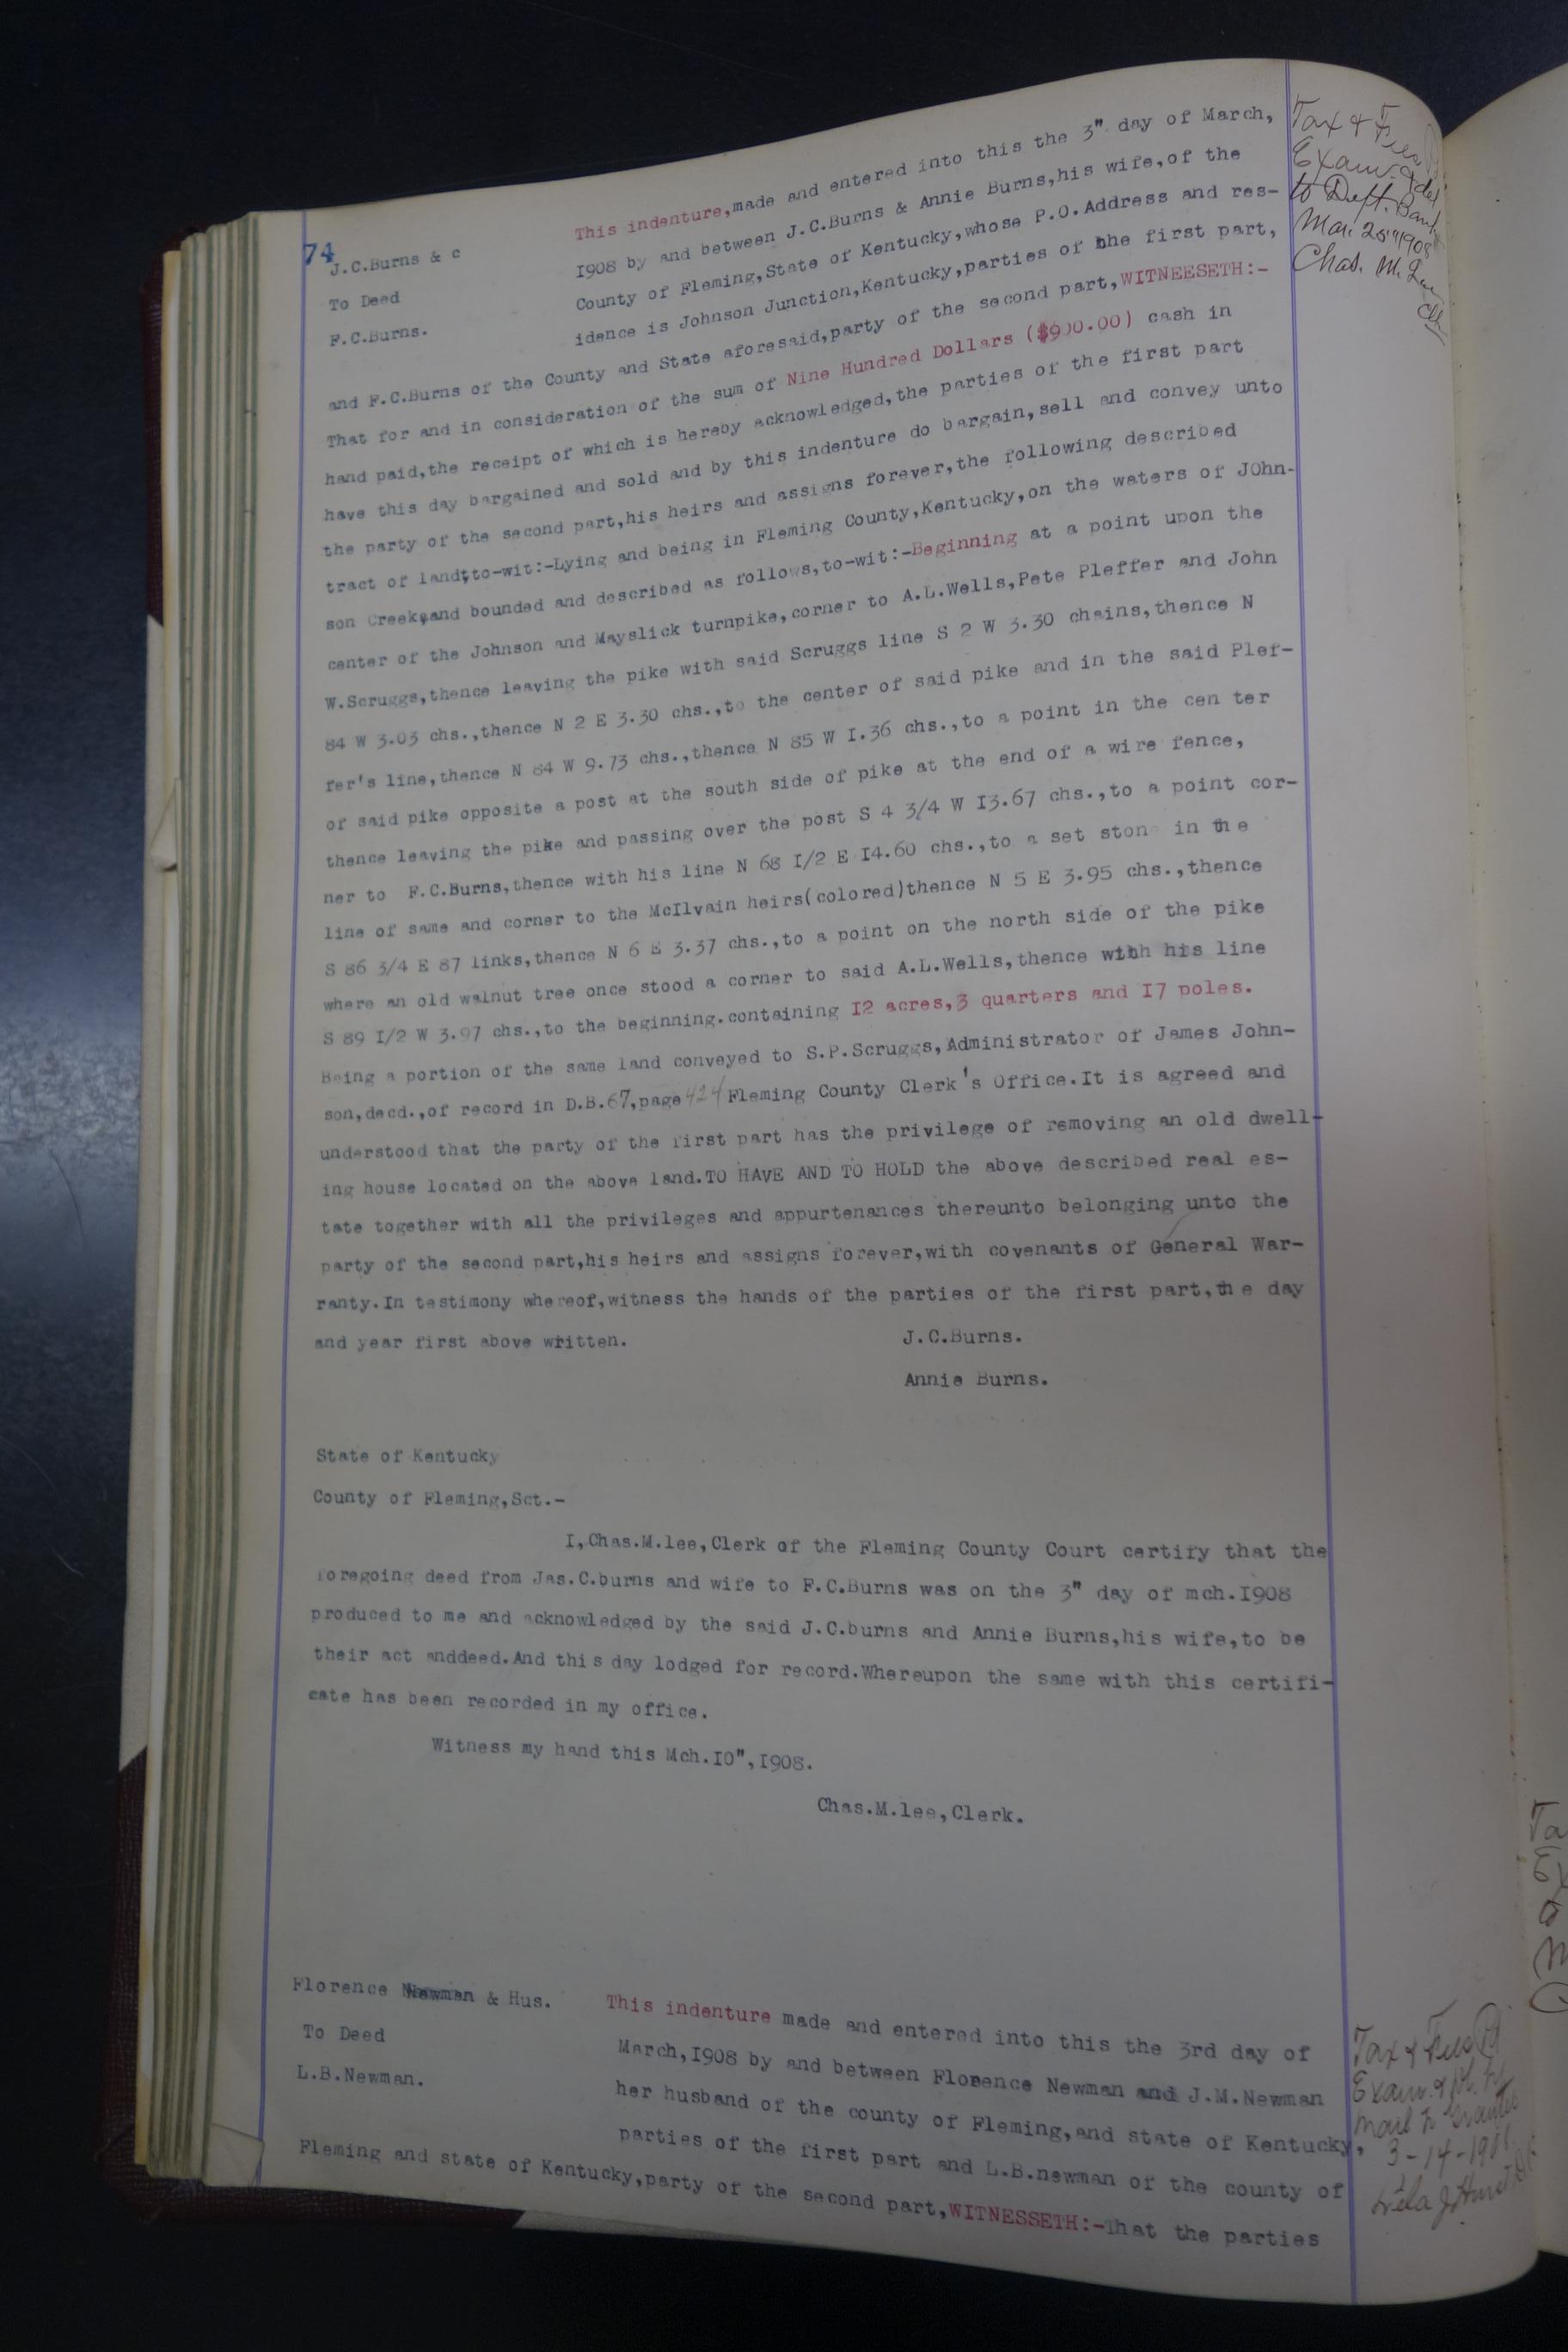 74
J.C.Burns & c
To Deed
F.C.Burns.
This indenture,made and entered into this the 3" day of March,
1908 by and between J.C.Burns & Annie Burns,his wife,of the
County of Fleming,State of Kentucky,whose P.O.Address and res-
idence is Johnson Junction,Kentucky,parties of the first part,
and F.C.Burns of the County and State aforesaid,party of the second part,WITNEESETH:-
That for and in consideration of the sum of Nine Hundred Dollars ($900.00) cash in
hand paid,the receipt of which is hereby acknowledged,the parties of the first part
have this day bargained and sold and by this indenture do bargain,sell and convey unto
the party of the second part,his heirs and assigns forever,the following described
tract of land,to-wit:-Lying and being in Fleming County,Kentucky,on the waters of JOhn-
son Creek,and bounded and described as follows,to-wit:-Beginning at a point upon the
center of the Johnson and Mayslick turnpike,corner to A.L.Wells,Pete Pleffer and John
W.Scruggs,thence leaving the pike with said Scruggs line S 2 W 3.30 chains,thence N
84 W 3.03 chs.,thence N 2 E 3.30 chs.,to the center of said pike and in the said Plef-
fer's line,thence N 84 W 9.73 chs.,thence N 85 W I.36 chs.,to a point in the cen ter
of said pike opposite a post at the south side of pike at the end of a wire fence,
thence leaving the pike and passing over the post S 4 3/4 W I3.67 chs.,to a point cor-
ner to F.C.Burns,thence with his line N 68 I/2 E I4.60 chs.,to a set stone in the
line of same and corner to the McIlvain heirs(colored)thence N 5 E 3.95 chs.,thence
S 86 3/4 E 87 links,thence N 6 E 3.37 chs.,to a point on the north side of the pike
where an old walnut tree once stood a corner to said A.L.Wells,thence with his line
S 89 I/2 W 3.97 chs.,to the beginning.containing I2 acres,3 quarters and I7 poles.
Being a portion of the same land conveyed to S.P.Scruggs,Administrator of James John-
son,decd.,of record in D.B.67,page 424 Fleming County Clerk's Office.It is agreed and
understood that the party of the first part has the privilege of removing an old dwell-
ing house located on the above land.TO HAVE AND TO HOLD the above described real es-
tate together with all the privileges and appurtenances thereunto belonging unto the
party of the second part,his heirs and assigns forever,with covenants of General War-
ranty.In testimony whereof,witness the hands of the parties of the first part,the day
and year first above written.
J.C.Burns.
Annie Burns.
State of Kentucky
County of Fleming,Sct.-
I,Chas.M.lee,Clerk of the Fleming County Court certify that the
foregoing deed from Jas.C.burns and wife to F.C.Burns was on the 3" day of mch.I908
produced to me and acknowledged by the said J.C.burns and Annie Burns,his wife,to be
their act anddeed.And this day lodged for record.Whereupon the same with this certifi-
cate has been recorded in my office.
Witness my hand this Mch.IO",I908.
Chas.M.lee,Clerk.
Florence Newman & Hus.
To Deed
L.B.Newman.
This indenture made and entered into this the 3rd day of
March,I908 by and between Florence Newman and J.M.Newman
her husband of the county of Fleming,and state of Kentucky,
parties of the first part and L.B.newman of the county of
Fleming and state of Kentucky,party of the second part,WITNESSETH:-That the parties
Tax & Fees
Exam. & del
to Deft. Bank
Mar. 25" 1908
Chas. M.
Clk
Tax & Fees Pd
Exam. &
mail to Grantee
3-14-